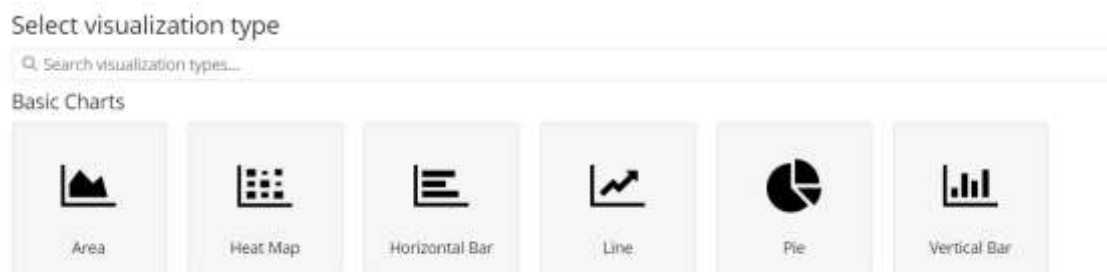 Select visualization type
Search visualization types...
Basic Charts
Area Heat Map Horizontal Bar Line Pie Vertical Bar